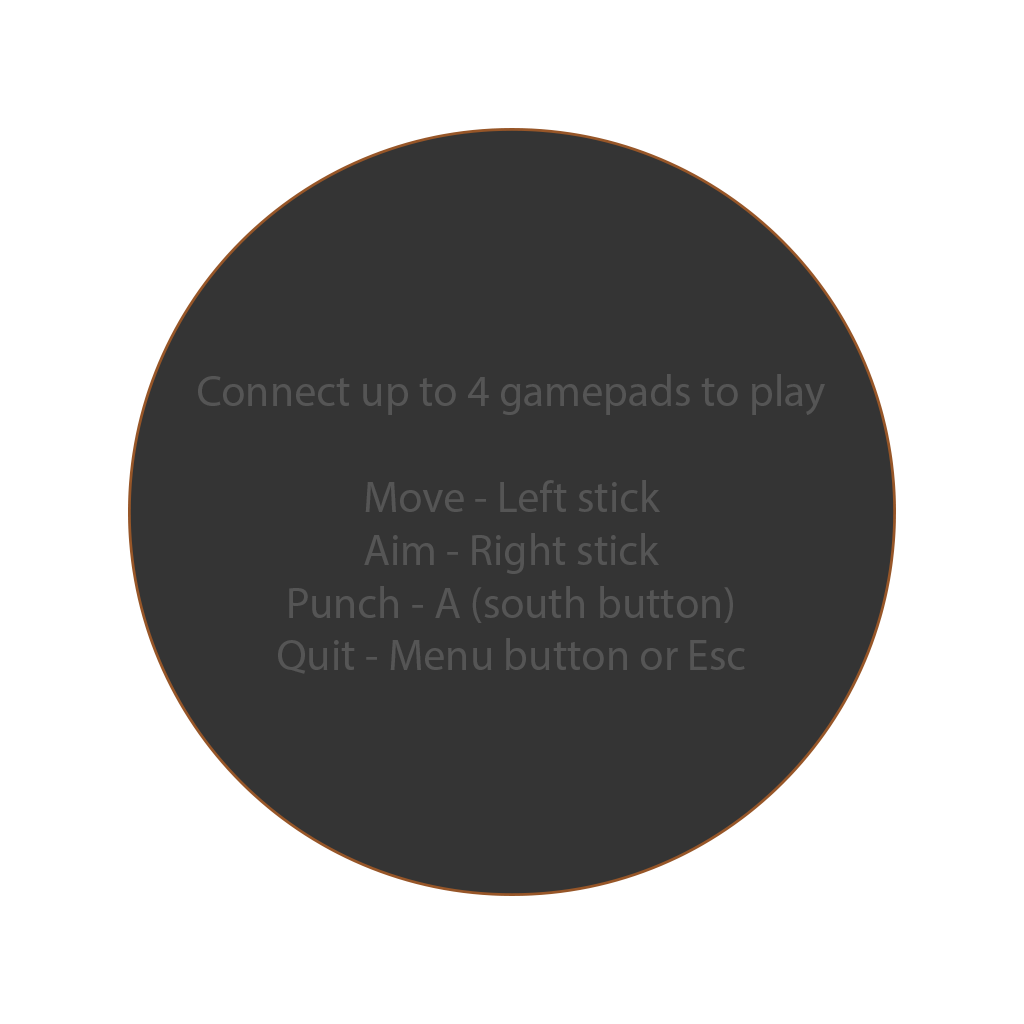 Connect up to 4 gamepads to play
Move - Left stick
Aim - Right stick
Punch - A (south button)
Quit - Menu button or Esc